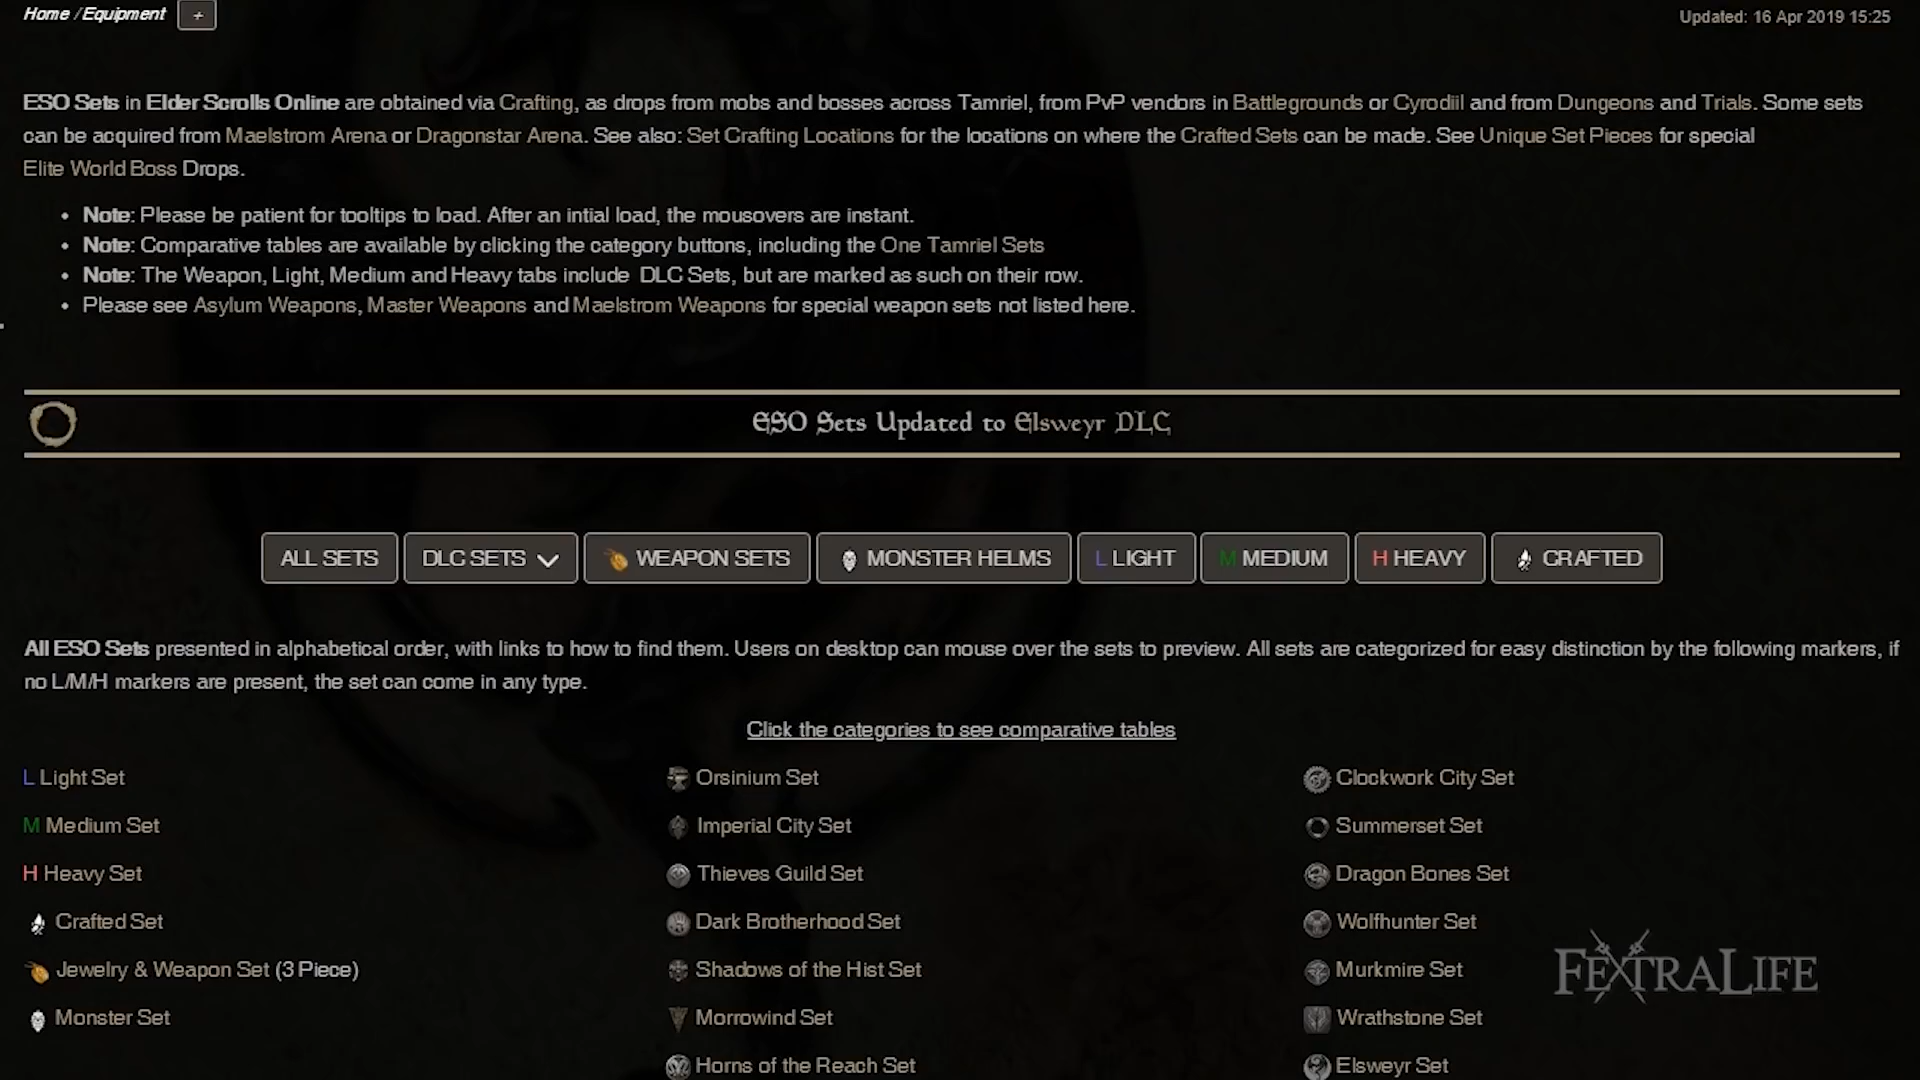 Home / Equipment +
Updated: 16 Apr 2019 15:25
ESO Sets in Elder Scrolls Online are obtained via Crafting, as drops from mobs and bosses across Tamriel, from PvP vendors in Battlegrounds or Cyrodiil and from Dungeons and Trials. Some sets
can be acquired from Maelstrom Arena or Dragonstar Arena. See also: Set Crafting Locations for the locations on where the Crafted Sets can be made. See Unique Set Pieces for special
Elite World Boss Drops.
• Note: Please be patient for tooltips to load. After an intial load, the mousovers are instant.
• Note: Comparative tables are available by clicking the category buttons, including the One Tamriel Sets
• Note: The Weapon, Light, Medium and Heavy tabs include DLC Sets, but are marked as such on their row.
• Please see Asylum Weapons, Master Weapons and Maelstrom Weapons for special weapon sets not listed here.
ESO Sets Updated to Elsweyr DLC
ALL SETS DLC SETS WEAPON SETS MONSTER HELMS L LIGHT M MEDIUM H HEAVY CRAFTED
All ESO Sets presented in alphabetical order, with links to how to find them. Users on desktop can mouse over the sets to preview. All sets are categorized for easy distinction by the following markers, if
no L/M/H markers are present, the set can come in any type.
Click the categories to see comparative tables
L Light Set
M Medium Set
H Heavy Set
Crafted Set
Jewelry & Weapon Set (3 Piece)
Monster Set
Orsinium Set
Imperial City Set
Thieves Guild Set
Dark Brotherhood Set
Shadows of the Hist Set
Morrowind Set
Horns of the Reach Set
Clockwork City Set
Summerset Set
Dragon Bones Set
Wolfhunter Set
Murkmire Set
Wrathstone Set
Elsweyr Set
FEXTRALIFE